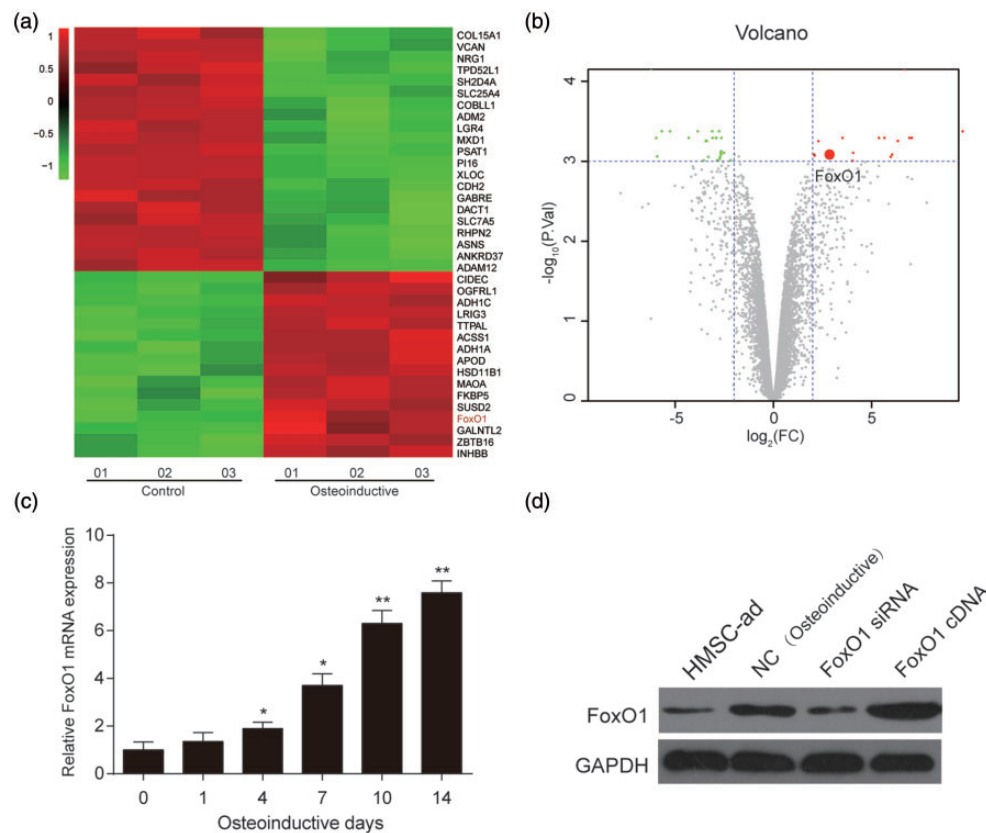 (a)
1
0.5
0
−0.5
−1
COL15A1
VCAN
NRG1
TPD52L1
SH2D4A
SLC25A4
COBLL1
ADM2
LGR4
MXD1
PSAT1
PI16
XLOC
CDH2
GABRE
DACT1
SLC7A5
RHPN2
ASNS
ANKRD37
ADAM12
CIDEC
OGFRL1
ADH1C
LRIG3
TTPAL
ACSS1
ADH1A
APOD
HSD11B1
MAOA
FKBP5
SUSD2
FoxO1
GALNTL2
ZBTB16
INHBB
01 02 03 01 02 03
Control Osteoinductive
(b)
Volcano
4
3
2
1
0
-log10(P.Val)
FoxO1
-5 0 5
log2(FC)
(c)
Relative FoxO1 mRNA expression
10
8
6
4
2
0
* * ** **
0 1 4 7 10 14
Osteoinductive days
(d)
HMSC-ad
NC (Osteoinductive)
FoxO1 siRNA
FoxO1 cDNA
FoxO1
GAPDH